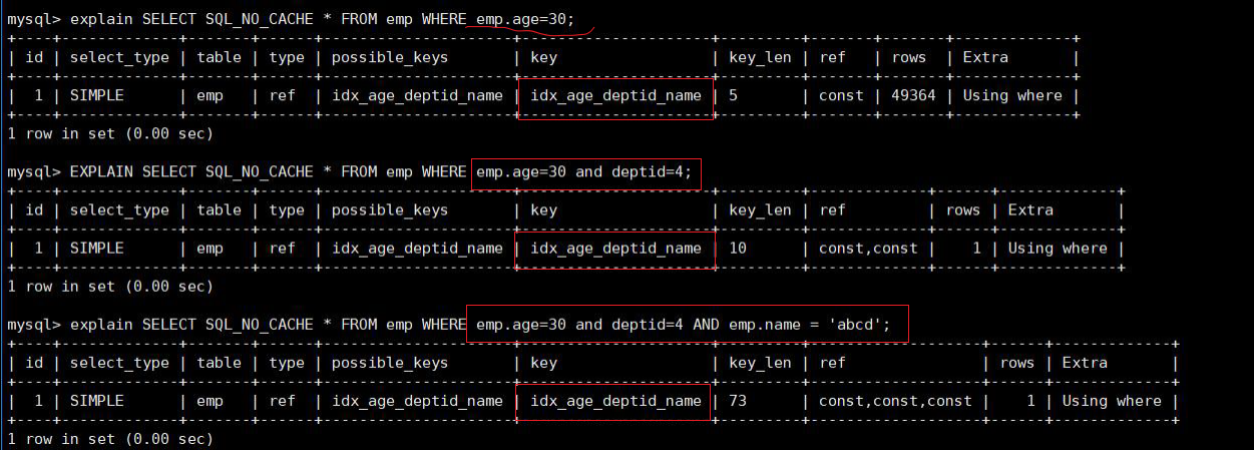 mysql> explain SELECT SQL_NO_CACHE * FROM emp WHERE emp.age=30;
+----+-------------+-------+------+-------------------+-------------------+---------+-------+-------+-------------+
| id | select_type | table | type | possible_keys | key | key_len | ref | rows | Extra |
+----+-------------+-------+------+-------------------+-------------------+---------+-------+-------+-------------+
| 1 | SIMPLE | emp | ref | idx_age_deptid_name | idx_age_deptid_name | 5 | const | 49364 | Using where |
+----+-------------+-------+------+-------------------+-------------------+---------+-------+-------+-------------+
1 row in set (0.00 sec)
mysql> EXPLAIN SELECT SQL_NO_CACHE * FROM emp WHERE emp.age=30 and deptid=4;
+----+-------------+-------+------+-------------------+-------------------+---------+-------------+------+-------------+
| id | select_type | table | type | possible_keys | key | key_len | ref | rows | Extra |
+----+-------------+-------+------+-------------------+-------------------+---------+-------------+------+-------------+
| 1 | SIMPLE | emp | ref | idx_age_deptid_name | idx_age_deptid_name | 10 | const,const | 1 | Using where |
+----+-------------+-------+------+-------------------+-------------------+---------+-------------+------+-------------+
1 row in set (0.00 sec)
mysql> explain SELECT SQL_NO_CACHE * FROM emp WHERE emp.age=30 and deptid=4 AND emp.name = 'abcd';
+----+-------------+-------+------+-------------------+-------------------+---------+-------------------+------+-------------+
| id | select_type | table | type | possible_keys | key | key_len | ref | rows | Extra |
+----+-------------+-------+------+-------------------+-------------------+---------+-------------------+------+-------------+
| 1 | SIMPLE | emp | ref | idx_age_deptid_name | idx_age_deptid_name | 73 | const,const,const | 1 | Using where |
+----+-------------+-------+------+-------------------+-------------------+---------+-------------------+------+-------------+
1 row in set (0.00 sec)